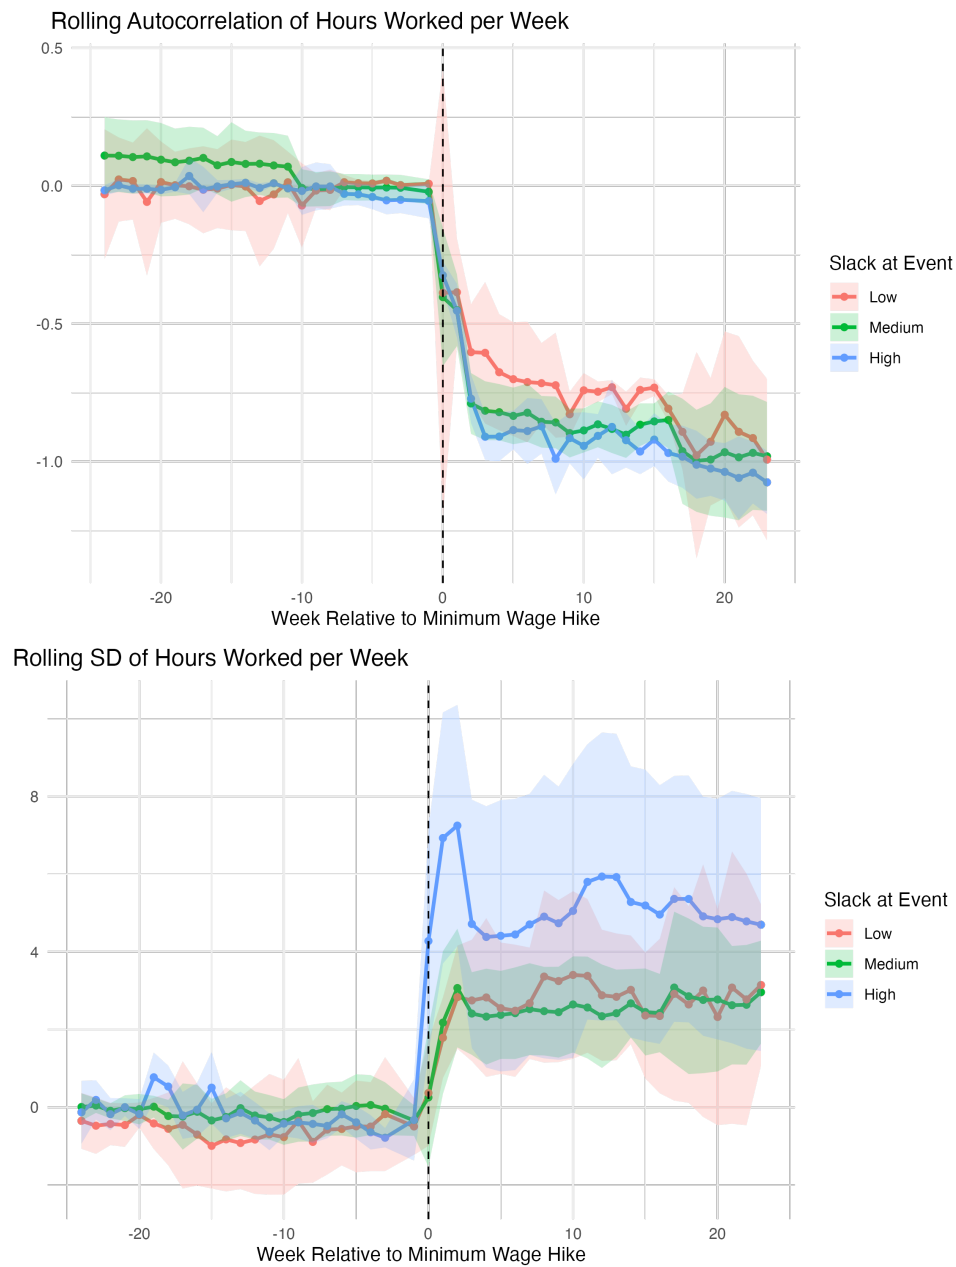 Rolling Autocorrelation of Hours Worked per Week
0.5
0.0
-0.5
-1.0
-20
-10
0
10
20
Week Relative to Minimum Wage Hike
Slack at Event
Low
Medium
High
Rolling SD of Hours Worked per Week
8
4
0
-20
-10
0
10
20
Week Relative to Minimum Wage Hike
Slack at Event
Low
Medium
High